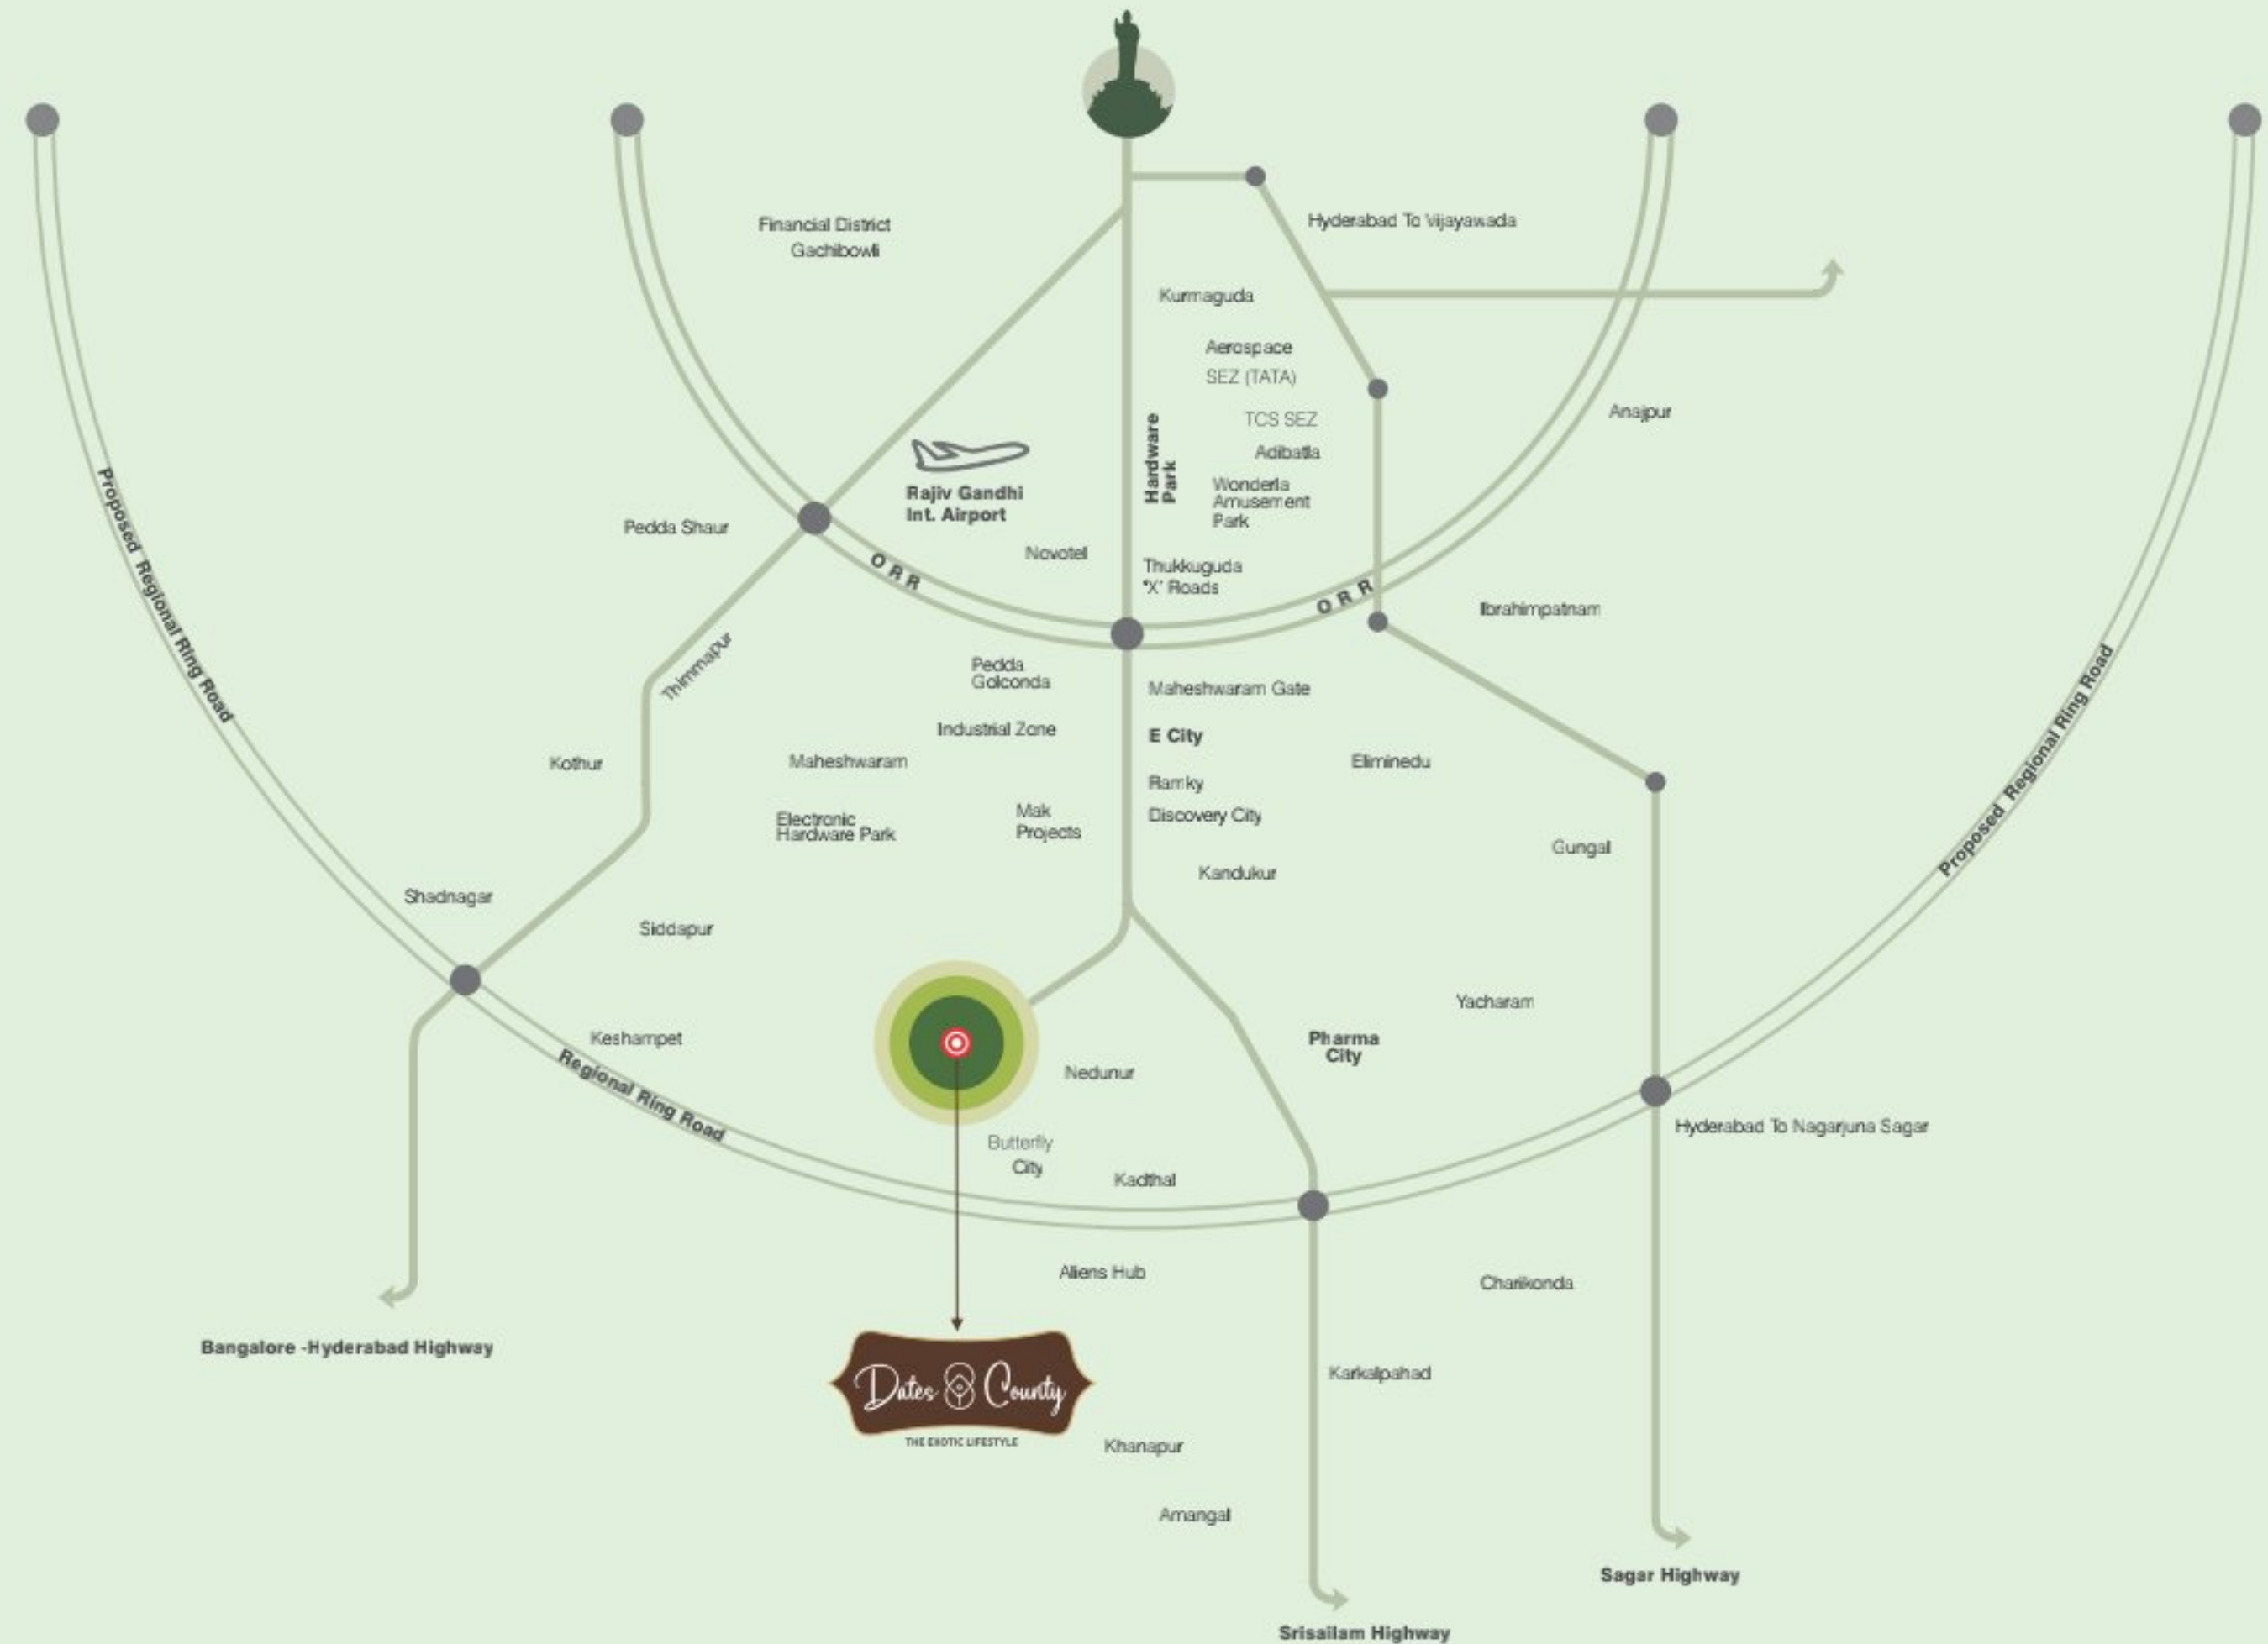 Financial District
Gachibowli
Hyderabad To Vijayawada
Kurmaguda
Aerospace
SEZ (TATA)
TCS SEZ
Adibatla
Hardware
Park
Wonderla
Amusement
Park
Anajpur
Rajiv Gandhi
Int. Airport
Pedda Shaur
Novotel
Thukkuguda
"X" Roads
ORR
ORR
Ibrahimpatnam
Proposed Regional Ring Road
Thimmapur
Pedda
Golconda
Maheshwaram Gate
Industrial Zone
E City
Kothur
Maheshwaram
Eliminedu
Ramky
Discovery City
Electronic
Hardware Park
Mak
Projects
Gungal
Proposed Regional Ring Road
Kandukur
Shadnagar
Siddapur
Yacharam
Keshampet
Pharma
City
Regional Ring Road
Nedunur
Butterfly
City
Hyderabad To Nagarjuna Sagar
Kadthal
Aliens Hub
Charikonda
Bangalore -Hyderabad Highway
Dates County
THE EXOTIC LIFESTYLE
Karkalpahad
Khanapur
Amangal
Sagar Highway
Srisailam Highway